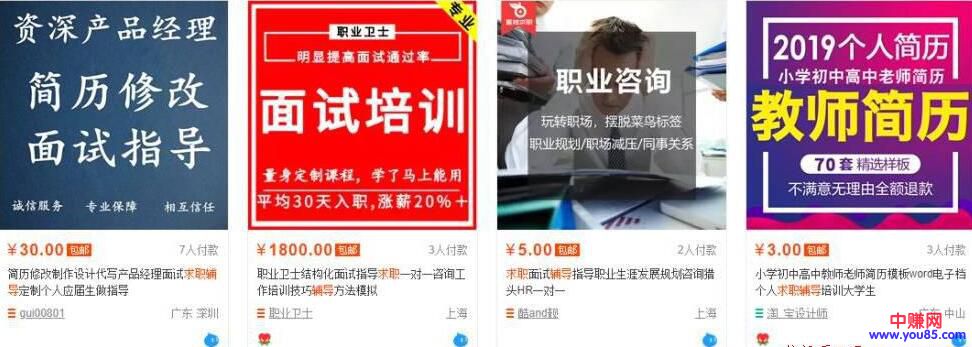 资深产品经理
简历修改
面试指导
诚信服务 专业保障 相互信任
¥30.00 包邮 7人付款
简历修改制作设计代写产品经理面试求职辅
导定制个人应届生做指导
gui00801 广东 深圳
专业
职业卫士
明显提高面试通过率
面试培训
量身定制课程，学了马上能用
平均30天入职,涨薪20%+
¥1800.00 包邮 3人付款
职业卫士结构化面试指导求职一对一咨询工
作培训技巧辅导方法模拟
职业卫士 上海
职业咨询
玩转职场，摆脱菜鸟标签
职业规划/职场减压/同事关系
¥5.00 包邮 2人付款
求职面试辅导指导职业生涯发展规划咨询猎
头HR一对一
上海
2019个人简历
小学初中高中老师简历
教师简历
70套 精选样板
不满意无理由全额退款
¥3.00 包邮 3人付款
小学初中高中教师老师简历模板word电子档
个人求职辅导培训大学生
淘_宝设计师 广东 中山
中赚网
www.you85.com